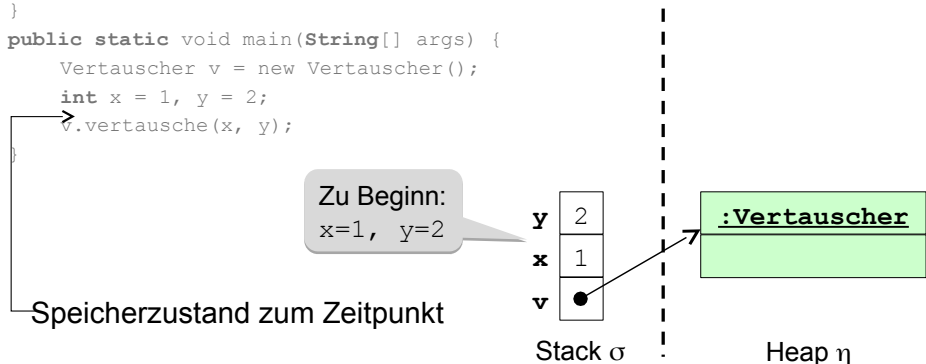 }
public static void main(String[] args) {
Vertauscher v = new Vertauscher();
int x = 1, y = 2;
v.vertausche(x, y);
}
Zu Beginn:
x=1, y=2
y 2
x 1
v
:Vertauscher
Speicherzustand zum Zeitpunkt
Stack σ
Heap η